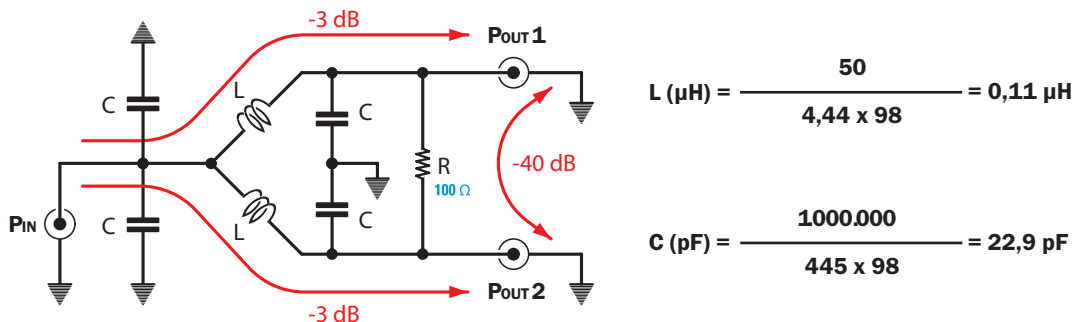 -3 dB
POUT 1
C
L
C
R
100 Ω
-40 dB
PIN
C
L
C
POUT 2
-3 dB
L (µH) = 50 / 4,44 x 98 = 0,11 µH
C (pF) = 1000.000 / 445 x 98 = 22,9 pF